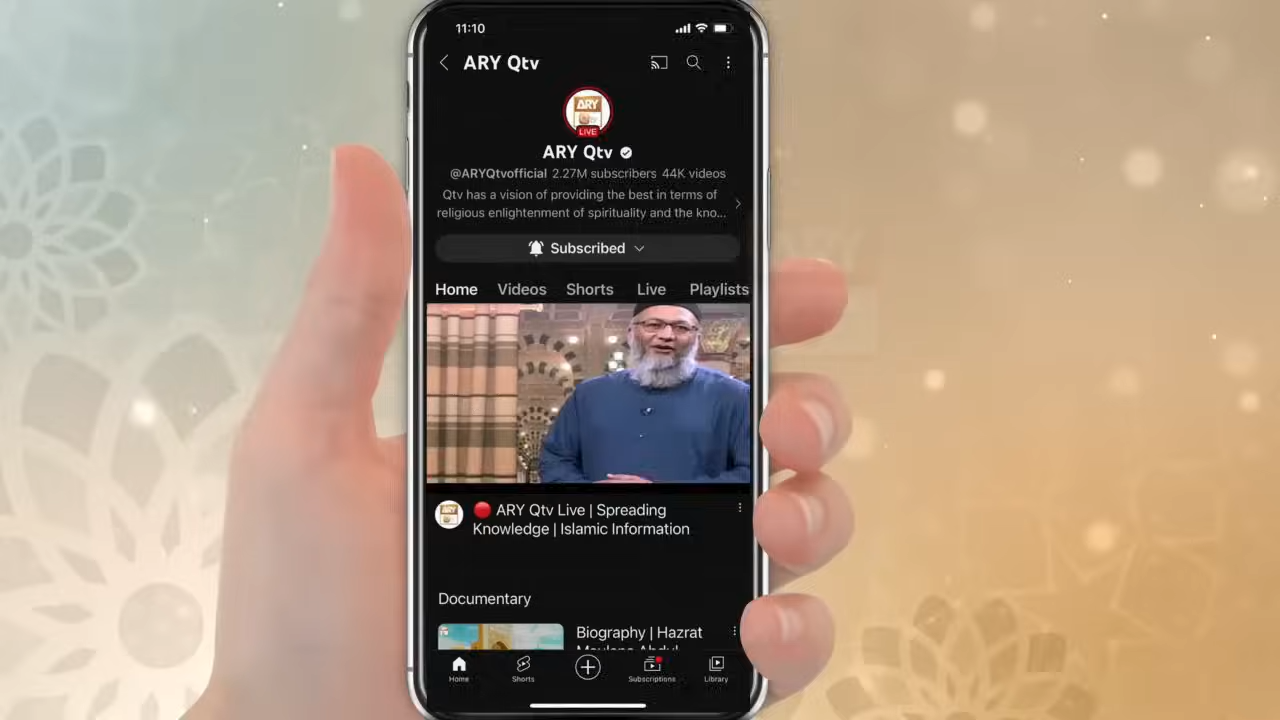 11:10
ARY Qtv
ARY
Qtv
LIVE
ARY Qtv
@ARYQtvofficial 2.27M subscribers 44K videos
Qtv has a vision of providing the best in terms of
religious enlightenment of spirituality and the kno...
Subscribed
Home Videos Shorts Live Playlists
ARY
🔴 ARY Qtv Live | Spreading
Knowledge | Islamic Information
Documentary
Biography | Hazrat
Home Shorts Subscriptions Library